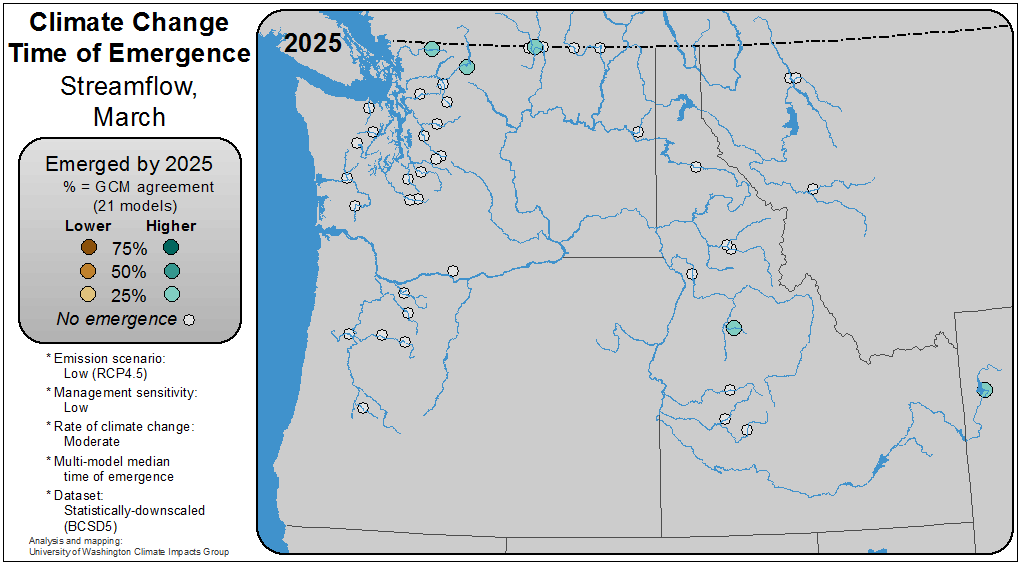 Climate Change
Time of Emergence
Streamflow,
March
2025
Emerged by 2025
% = GCM agreement
(21 models)
Lower Higher
75%
50%
25%
No emergence
* Emission scenario:
Low (RCP4.5)
* Management sensitivity:
Low
* Rate of climate change:
Moderate
* Multi-model median
time of emergence
* Dataset:
Statistically-downscaled
(BCSD5)
Analysis and mapping:
University of Washington Climate Impacts Group